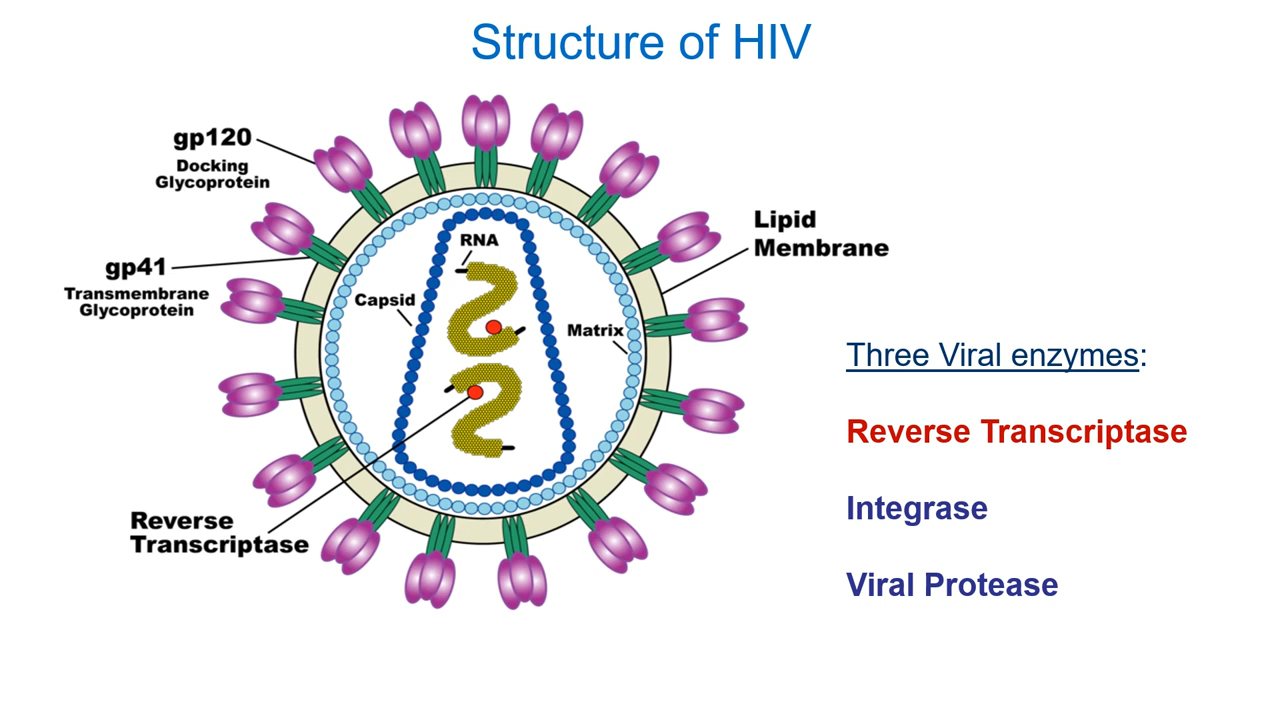 Structure of HIV
gp120
Docking
Glycoprotein
gp41
Transmembrane
Glycoprotein
RNA
Capsid
Matrix
Lipid
Membrane
Reverse
Transcriptase
Three Viral enzymes:
Reverse Transcriptase
Integrase
Viral Protease